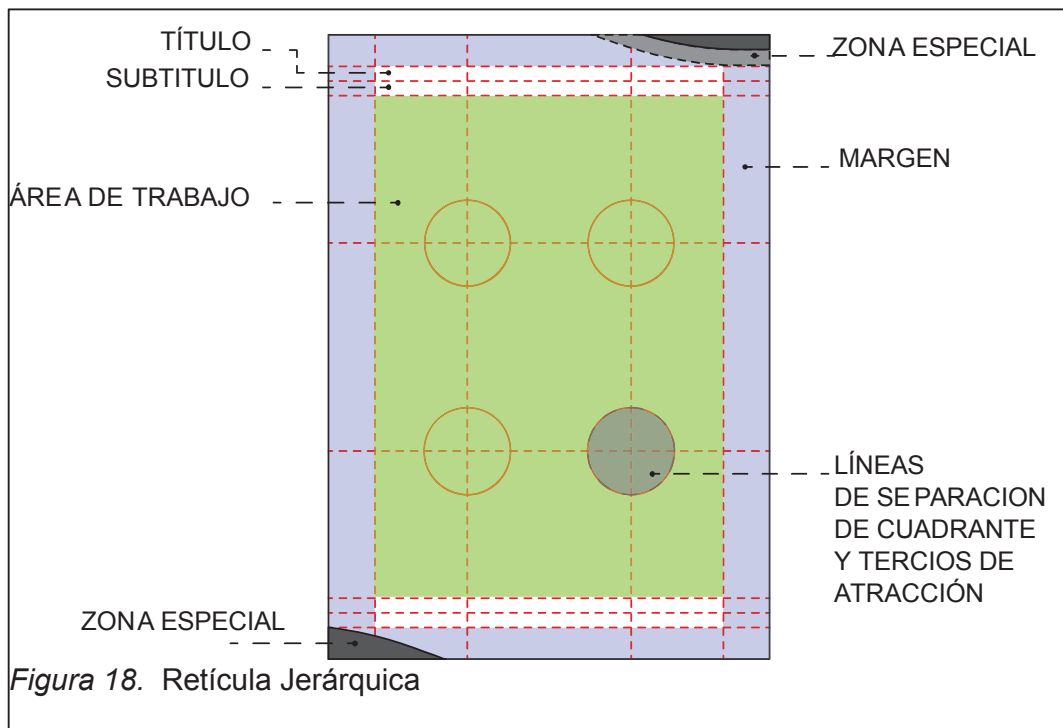 TÍTULO
SUBTITULO
ZONA ESPECIAL
MARGEN
ÁREA DE TRABAJO
LÍNEAS
DE SEPARACION
DE CUADRANTE
Y TERCIOS DE
ATRACCIÓN
ZONA ESPECIAL
Figura 18. Retícula Jerárquica